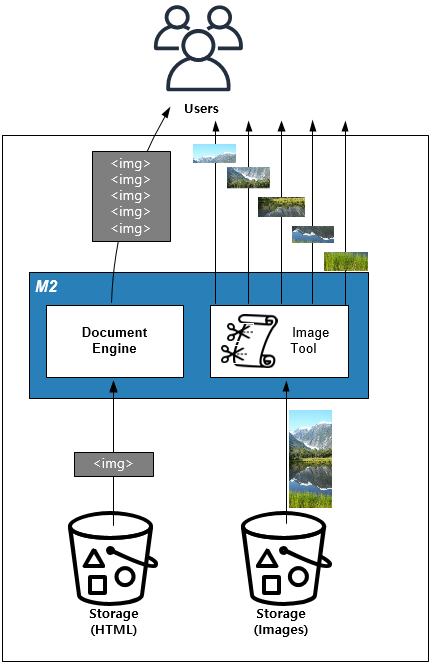 Users
<img>
<img>
<img>
<img>
<img>
M2
Document
Engine
Image
Tool
<img>
Storage
(HTML)
Storage
(Images)